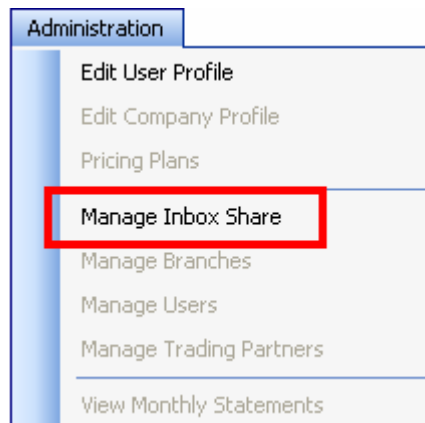 Administration
Edit User Profile
Edit Company Profile
Pricing Plans
Manage Inbox Share
Manage Branches
Manage Users
Manage Trading Partners
View Monthly Statements